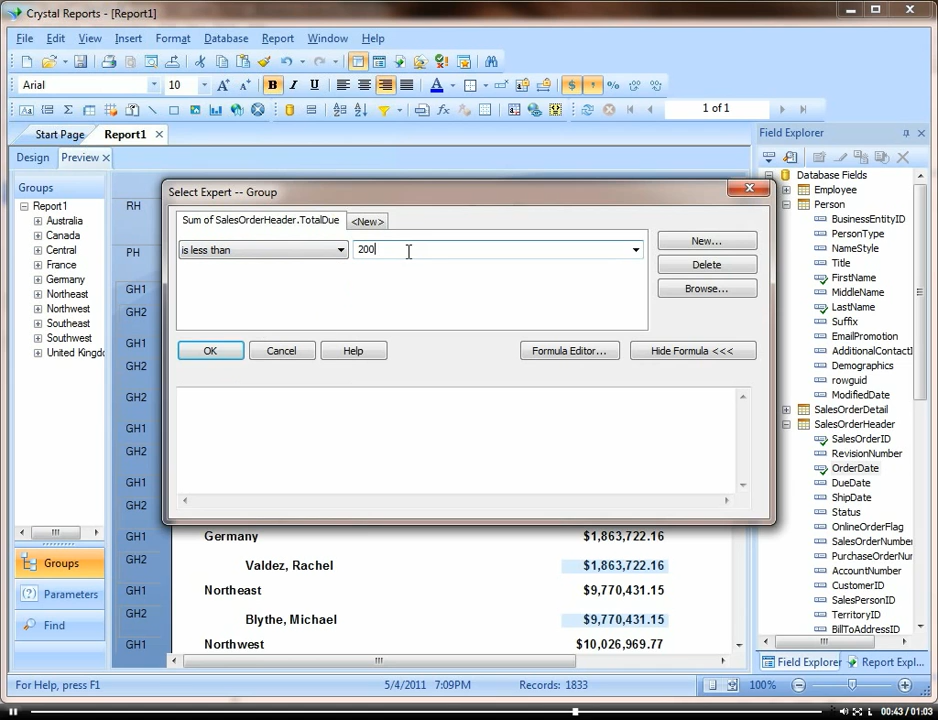 Crystal Reports - [Report1]
File Edit View Insert Format Database Report Window Help
Arial 10 B I U A $ ,
1 of 1
Start Page Report1
Design Preview
Groups
Report1
Australia
Canada
Central
France
Germany
Northeast
Northwest
Southeast
Southwest
United Kingdo
Groups
Parameters
Find
RH
PH
GH1
GH2
GH1
GH2
GH2
GH1
GH1
GH2
GH1
GH2
GH1
GH2
GH1
Select Expert -- Group
Sum of SalesOrderHeader.TotalDue <New>
is less than 200
New...
Delete
Browse...
OK Cancel Help Formula Editor... Hide Formula <<<
Germany $1,863,722.16
Valdez, Rachel $1,863,722.16
Northeast $9,770,431.15
Blythe, Michael $9,770,431.15
Northwest $10,026,969.77
Field Explorer
Database Fields
Employee
Person
BusinessEntityID
PersonType
NameStyle
Title
FirstName
MiddleName
LastName
Suffix
EmailPromotion
AdditionalContactI
Demographics
rowguid
ModifiedDate
SalesOrderDetail
SalesOrderHeader
SalesOrderID
RevisionNumber
OrderDate
DueDate
ShipDate
Status
OnlineOrderFlag
SalesOrderNumber
PurchaseOrderNur
AccountNumber
CustomerID
SalesPersonID
TerritoryID
BillToAddressID
Field Explorer Report Expl...
For Help, press F1 5/4/2011 7:09PM Records: 1833 100%
00:43 / 01:03